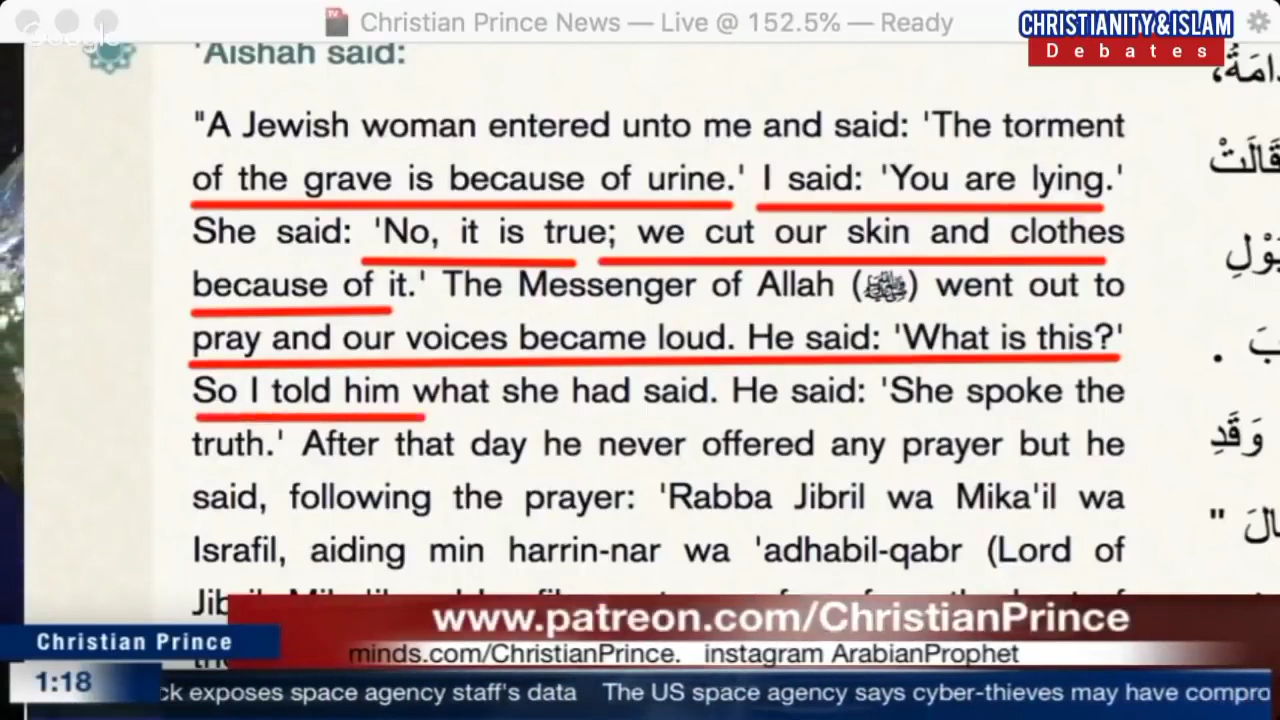 Christian Prince News — Live @ 152.5% — Ready
CHRISTIANITY & ISLAM
Debates
Google
'Aishah said:
"A Jewish woman entered unto me and said: 'The torment
of the grave is because of urine.' I said: 'You are lying.'
She said: 'No, it is true; we cut our skin and clothes
because of it.' The Messenger of Allah (ﷺ) went out to
pray and our voices became loud. He said: 'What is this?'
So I told him what she had said. He said: 'She spoke the
truth.' After that day he never offered any prayer but he
said, following the prayer: 'Rabba Jibril wa Mika'il wa
Israfil, aiding min harrin-nar wa 'adhabil-qabr (Lord of
قَالَتْ
وَقَدِ
www.patreon.com/ChristianPrince
Christian Prince
minds.com/ChristianPrince. instagram ArabianProphet
1:18
ck exposes space agency staff's data The US space agency says cyber-thieves may have compro